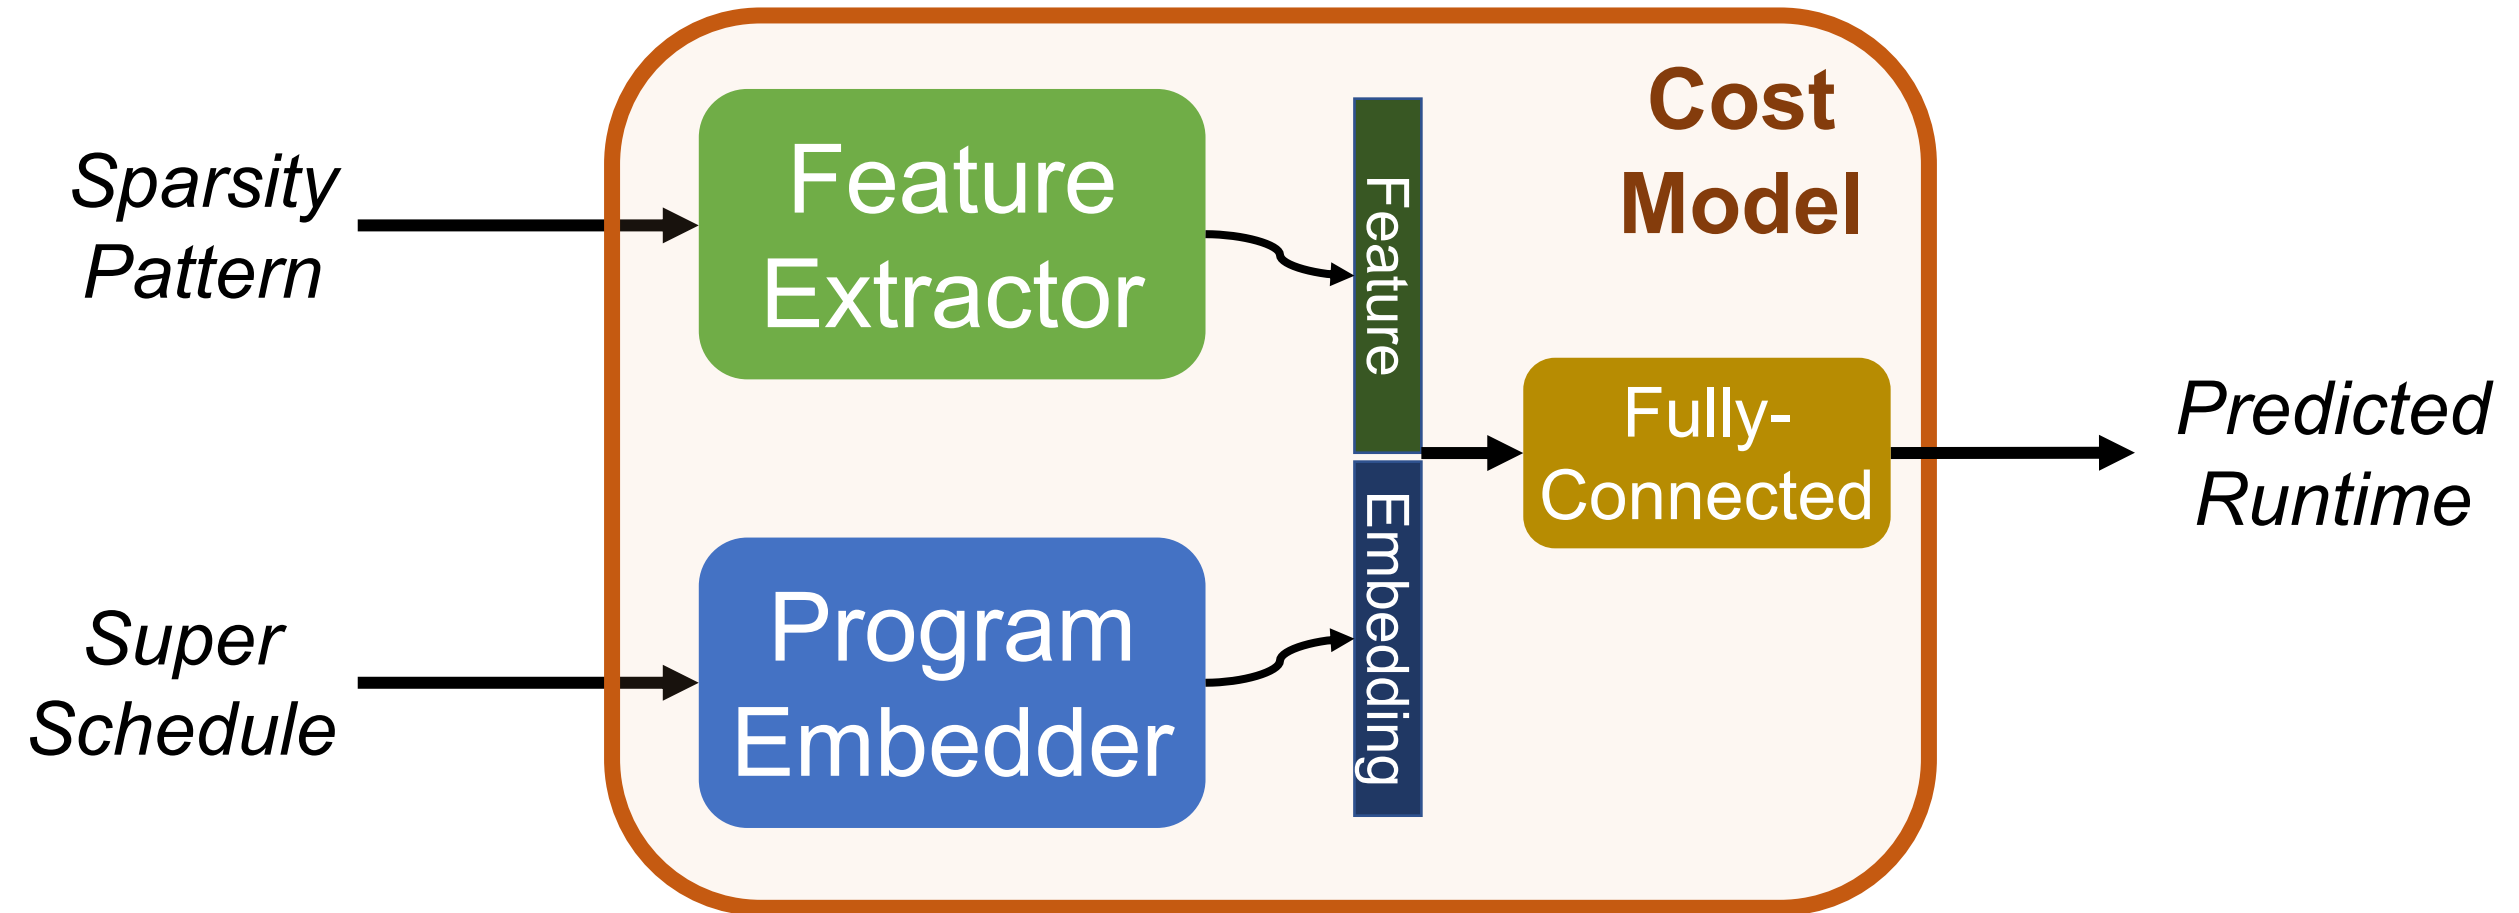 Sparsity
Pattern
Super
Schedule
Feature
Extractor
Program
Embedder
Feature
Embedding
Cost
Model
Fully-
Connected
Predicted
Runtime